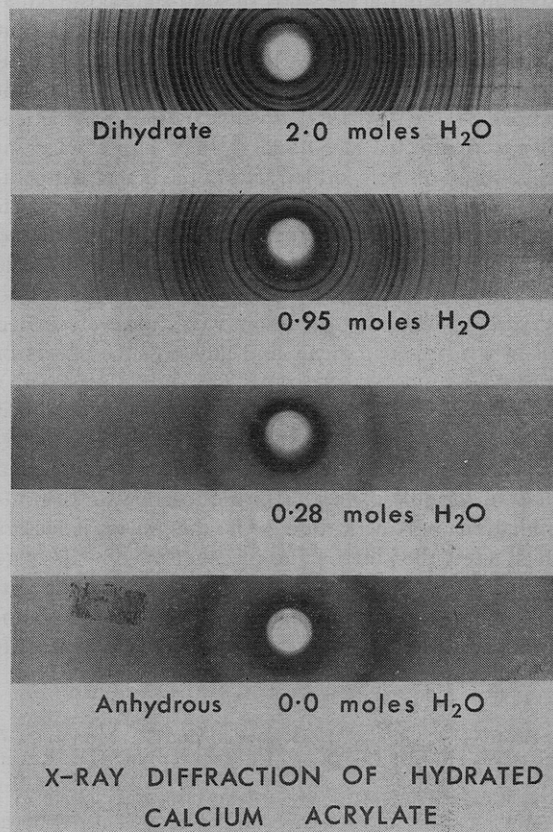 Dihydrate 2·0 moles H₂O
0·95 moles H₂O
0·28 moles H₂O
Anhydrous 0·0 moles H₂O
X-RAY DIFFRACTION OF HYDRATED
CALCIUM ACRYLATE